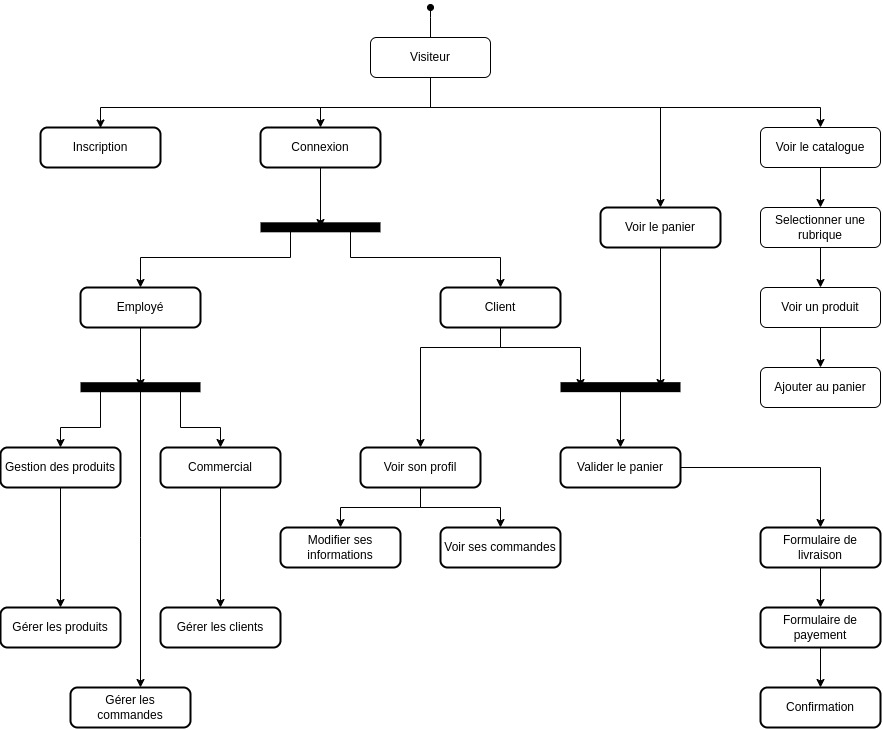 Visiteur
Inscription
Connexion
Voir le catalogue
Voir le panier
Selectionner une
rubrique
Employé
Client
Voir un produit
Ajouter au panier
Gestion des produits
Commercial
Voir son profil
Valider le panier
Modifier ses
informations
Voir ses commandes
Formulaire de
livraison
Gérer les produits
Gérer les clients
Formulaire de
payement
Gérer les
commandes
Confirmation